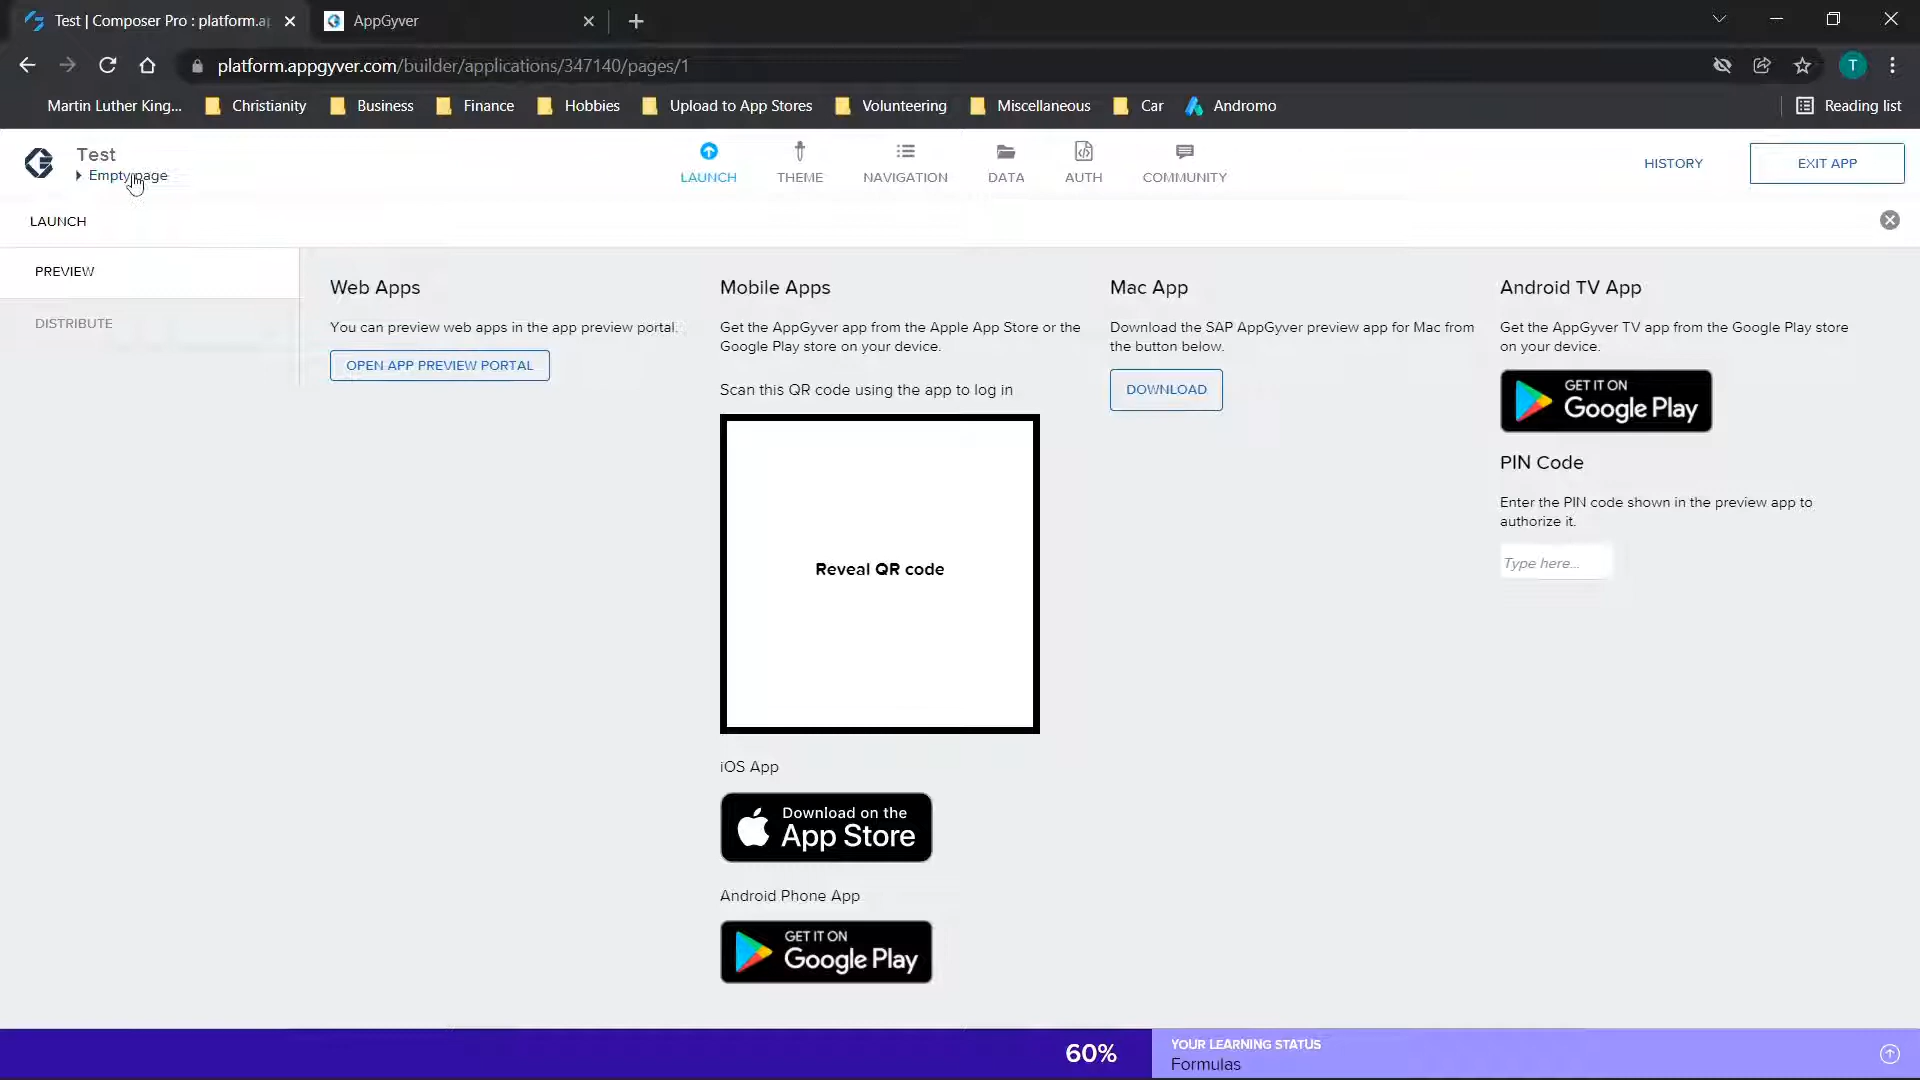 Test | Composer Pro : platform.ap
AppGyver
platform.appgyver.com/builder/applications/347140/pages/1
T
Martin Luther King...
Christianity
Business
Finance
Hobbies
Upload to App Stores
Volunteering
Miscellaneous
Car
Andromo
Reading list
Test
Empty page
LAUNCH
THEME
NAVIGATION
DATA
AUTH
COMMUNITY
HISTORY
EXIT APP
LAUNCH
PREVIEW
DISTRIBUTE
Web Apps
You can preview web apps in the app preview portal.
OPEN APP PREVIEW PORTAL
Mobile Apps
Get the AppGyver app from the Apple App Store or the
Google Play store on your device.
Scan this QR code using the app to log in
Reveal QR code
iOS App
Download on the
App Store
Android Phone App
GET IT ON
Google Play
Mac App
Download the SAP AppGyver preview app for Mac from
the button below.
DOWNLOAD
Android TV App
Get the AppGyver TV app from the Google Play store
on your device.
GET IT ON
Google Play
PIN Code
Enter the PIN code shown in the preview app to
authorize it.
Type here...
60%
YOUR LEARNING STATUS
Formulas